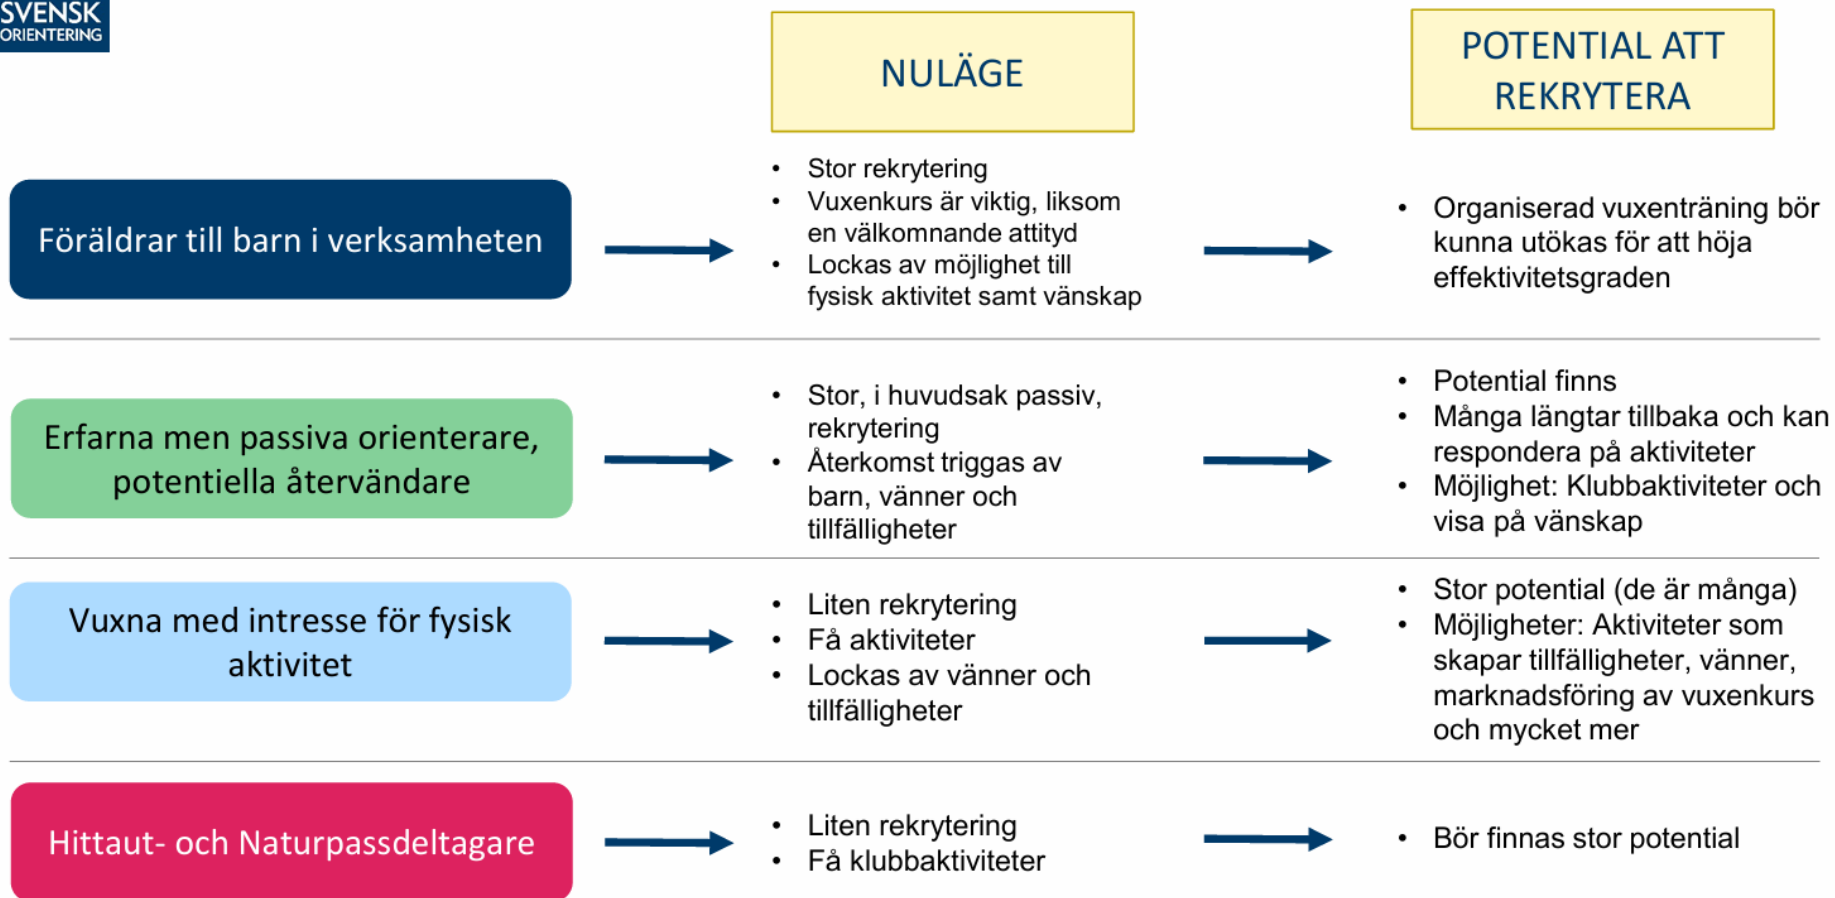 SVENSK
ORIENTERING
NULÄGE
POTENTIAL ATT
REKRYTERA
Föräldrar till barn i verksamheten
• Stor rekrytering
• Vuxenkurs är viktig, liksom
en välkomnande attityd
• Lockas av möjlighet till
fysisk aktivitet samt vänskap
• Organiserad vuxenträning bör
kunna utökas för att höja
effektivitetsgraden
Erfarna men passiva orienterare,
potentiella återvändare
• Stor, i huvudsak passiv,
rekrytering
• Återkomst triggas av
barn, vänner och
tillfälligheter
• Potential finns
• Många längtar tillbaka och kan
respondera på aktiviteter
• Möjlighet: Klubbaktiviteter och
visa på vänskap
Vuxna med intresse för fysisk
aktivitet
• Liten rekrytering
• Få aktiviteter
• Lockas av vänner och
tillfälligheter
• Stor potential (de är många)
• Möjligheter: Aktiviteter som
skapar tillfälligheter, vänner,
marknadsföring av vuxenkurs
och mycket mer
Hittaut- och Naturpassdeltagare
• Liten rekrytering
• Få klubbaktiviteter
• Bör finnas stor potential